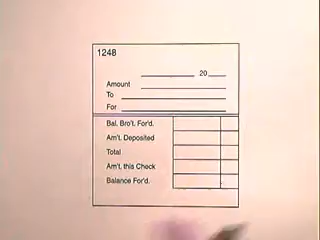 1248
20
Amount
To
For
Bal. Bro't. For'd.
Am't. Deposited
Total
Am't. this Check
Balance For'd.